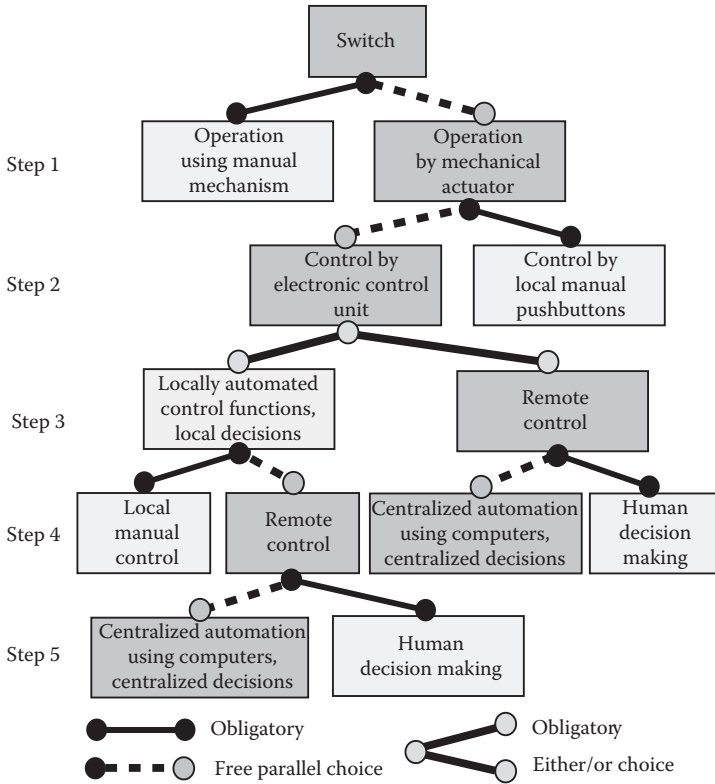 Switch
Step 1
Operation
using manual
mechanism
Operation
by mechanical
actuator
Step 2
Control by
electronic control
unit
Control by
local manual
pushbuttons
Step 3
Locally automated
control functions,
local decisions
Remote
control
Step 4
Local
manual
control
Remote
control
Centralized automation
using computers,
centralized decisions
Human
decision
making
Step 5
Centralized automation
using computers,
centralized decisions
Human
decision making
Obligatory
Free parallel choice
Obligatory
Either/or choice